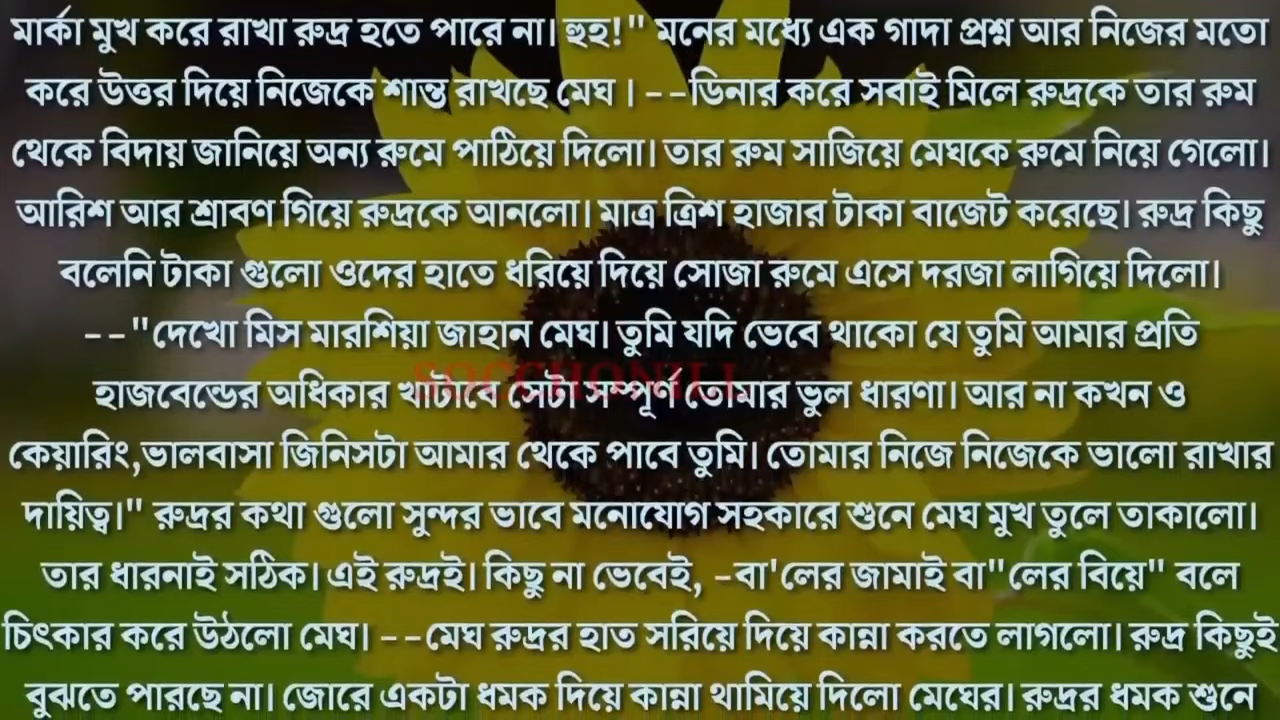 মার্কা মুখ করে রাখা রুদ্র হতে পারে না। হুহ!" মনের মধ্যে এক গাদা প্রশ্ন আর নিজের মতো
করে উত্তর দিয়ে নিজেকে শান্ত রাখছে মেঘ । --ডিনার করে সবাই মিলে রুদ্রকে তার রুম
থেকে বিদায় জানিয়ে অন্য রুমে পাঠিয়ে দিলো। তার রুম সাজিয়ে মেঘকে রুমে নিয়ে গেলো।
আরিশ আর শ্রাবণ গিয়ে রুদ্রকে আনলো। মাত্র ত্রিশ হাজার টাকা বাজেট করেছে। রুদ্র কিছু
বলেনি টাকা গুলো ওদের হাতে ধরিয়ে দিয়ে সোজা রুমে এসে দরজা লাগিয়ে দিলো।
--"দেখো মিস মারশিয়া জাহান মেঘ। তুমি যদি ভেবে থাকো যে তুমি আমার প্রতি
হাজবেন্ডের অধিকার খাটাবে সেটা সম্পূর্ণ তোমার ভুল ধারণা। আর না কখন ও
SOCCHONILL
কেয়ারিং,ভালবাসা জিনিসটা আমার থেকে পাবে তুমি। তোমার নিজে নিজেকে ভালো রাখার
দায়িত্ব।" রুদ্রর কথা গুলো সুন্দর ভাবে মনোযোগ সহকারে শুনে মেঘ মুখ তুলে তাকালো।
তার ধারনাই সঠিক। এই রুদ্রই। কিছু না ভেবেই, -বা'লের জামাই বা"লের বিয়ে" বলে
চিৎকার করে উঠলো মেঘ। --মেঘ রুদ্রর হাত সরিয়ে দিয়ে কান্না করতে লাগলো। রুদ্র কিছুই
বুঝতে পারছে না। জোরে একটা ধমক দিয়ে কান্না থামিয়ে দিলো মেঘের। রুদ্রর ধমক শুনে